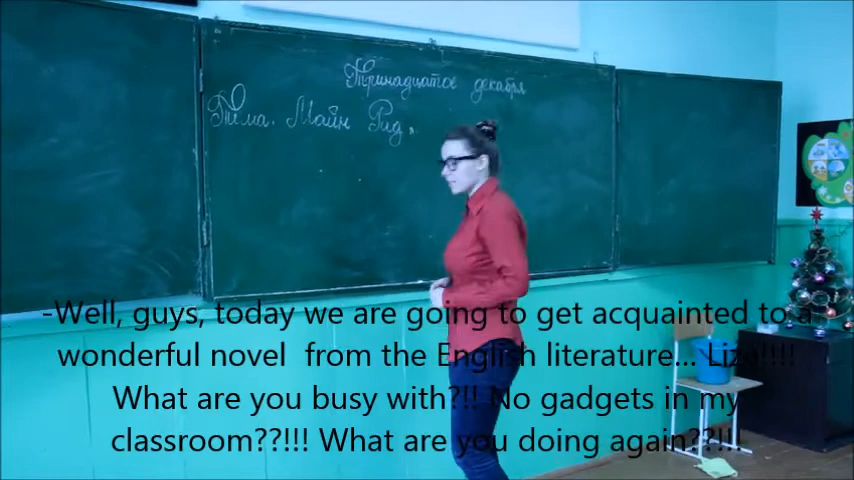 Тринадцатое декабря
Тема. Майн Рид.
-Well, guys, today we are going to get acquainted to a
wonderful novel from the English literature... Liza!!!!
What are you busy with?!! No gadgets in my
classroom??!!! What are you doing again??!!!